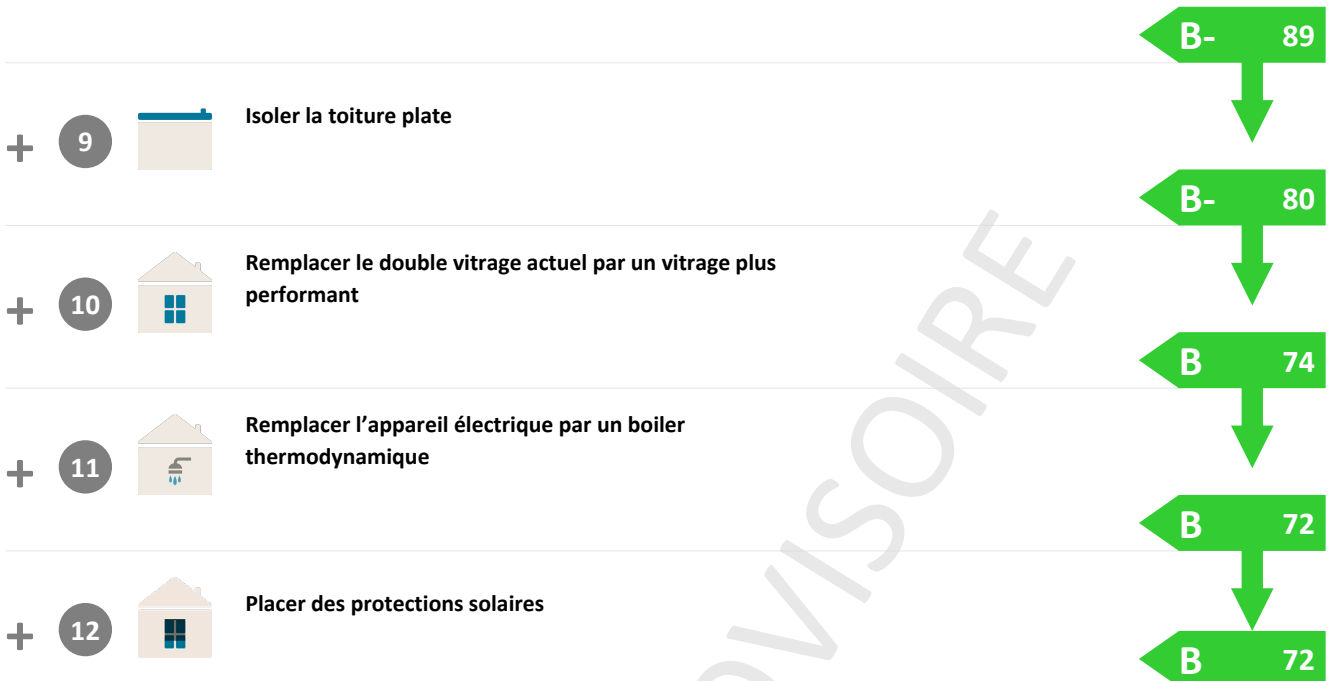 B- 89
+ 9 Isoler la toiture plate
B- 80
+ 10 Remplacer le double vitrage actuel par un vitrage plus
performant
B 74
+ 11 Remplacer l’appareil électrique par un boiler
thermodynamique
B 72
+ 12 Placer des protections solaires
B 72
OVISOIRE